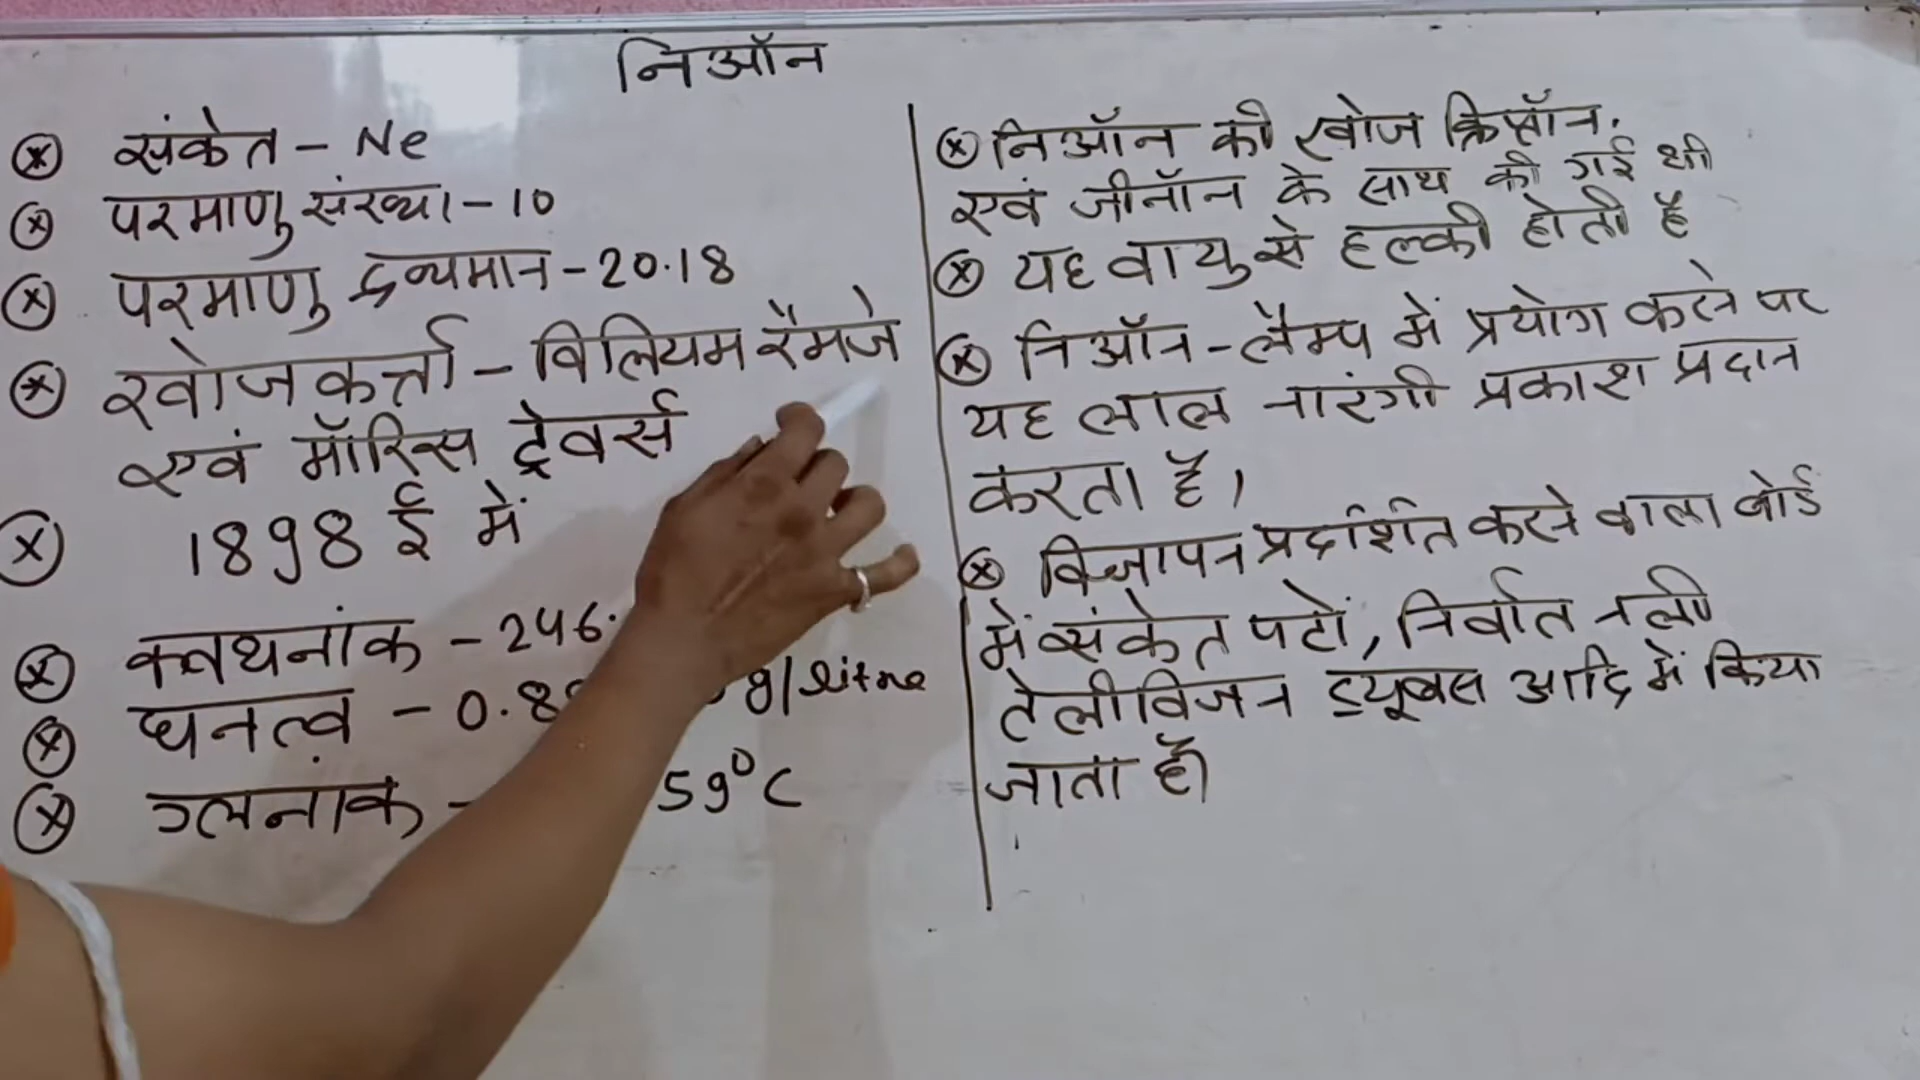 निऑन
संकेत - Ne
परमाणु संख्या - 10
परमाणु द्रव्यमान - 20.18
खोजकर्त्ता - विलियम रैमजे
एवं मॉरिस ट्रेवर्स
1898 ई में
क्वथनांक - 246.
घनत्व - 0.8 g/litre
गलनांक - 59°C
निऑन की खोज क्रिप्टॉन.
एवं जीनॉन के साथ की गई थी
यह वायु से हल्की होती है
निऑन - लैम्प में प्रयोग करने पर
यह लाल नारंगी प्रकाश प्रदान
करता है।
विज्ञापन प्रदर्शित करने वाला बोर्ड
में संकेत पटों, निर्वात नली
टेलीविजन ट्यूबस आदि में किया
जाता है।